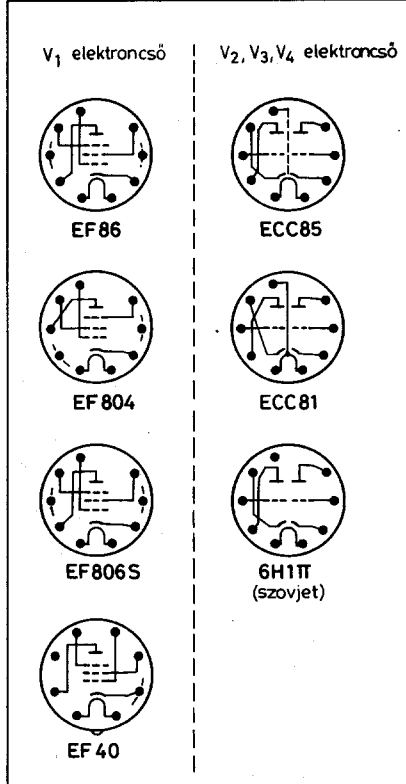 V₁ elektroncső
EF86
EF804
EF806S
EF40
V₂, V₃, V₄ elektroncső
ECC85
ECC81
6H1П
(szovjet)